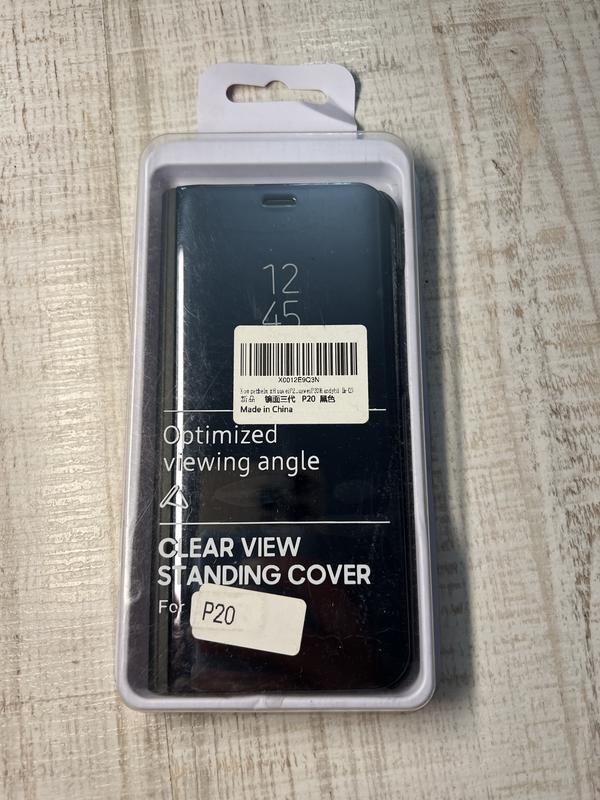 12
45
X0012E9Q3N
新品 镜面三代 P20 黑色
Made in China
Optimized
viewing angle
CLEAR VIEW
STANDING COVER
For
P20